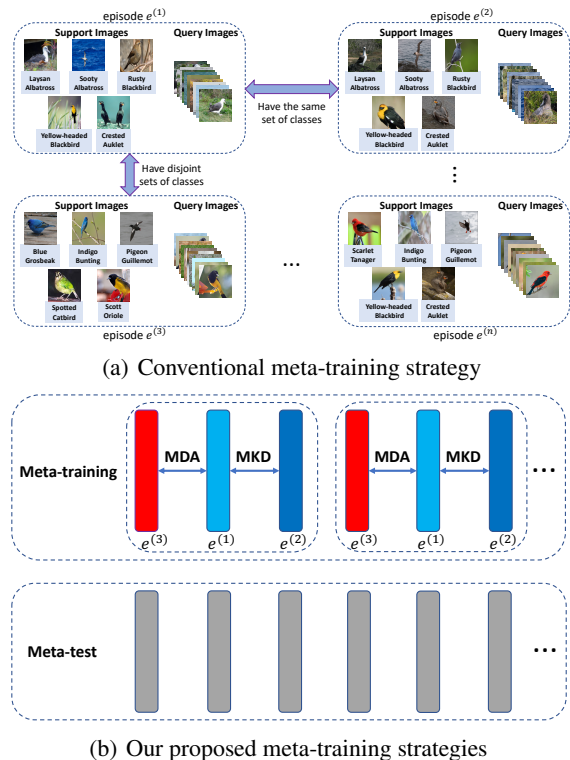 episode e^(1)
episode e^(2)
Support Images
Query Images
Laysan
Albatross
Sooty
Albatross
Rusty
Blackbird
Yellow-headed
Blackbird
Crested
Auklet
Have the same
set of classes
Support Images
Query Images
Laysan
Albatross
Sooty
Albatross
Rusty
Blackbird
Yellow-headed
Blackbird
Crested
Auklet
Have disjoint
sets of classes
Support Images
Query Images
Blue
Grosbeak
Indigo
Bunting
Pigeon
Guillemot
Spotted
Catbird
Scott
Oriole
...
Support Images
Query Images
Scarlet
Tanager
Indigo
Bunting
Pigeon
Guillemot
Yellow-headed
Blackbird
Crested
Auklet
episode e^(3)
episode e^(n)
(a) Conventional meta-training strategy
Meta-training
MDA MKD
MDA MKD
...
e^(3) e^(1) e^(2)
e^(3) e^(1) e^(2)
Meta-test
...
(b) Our proposed meta-training strategies